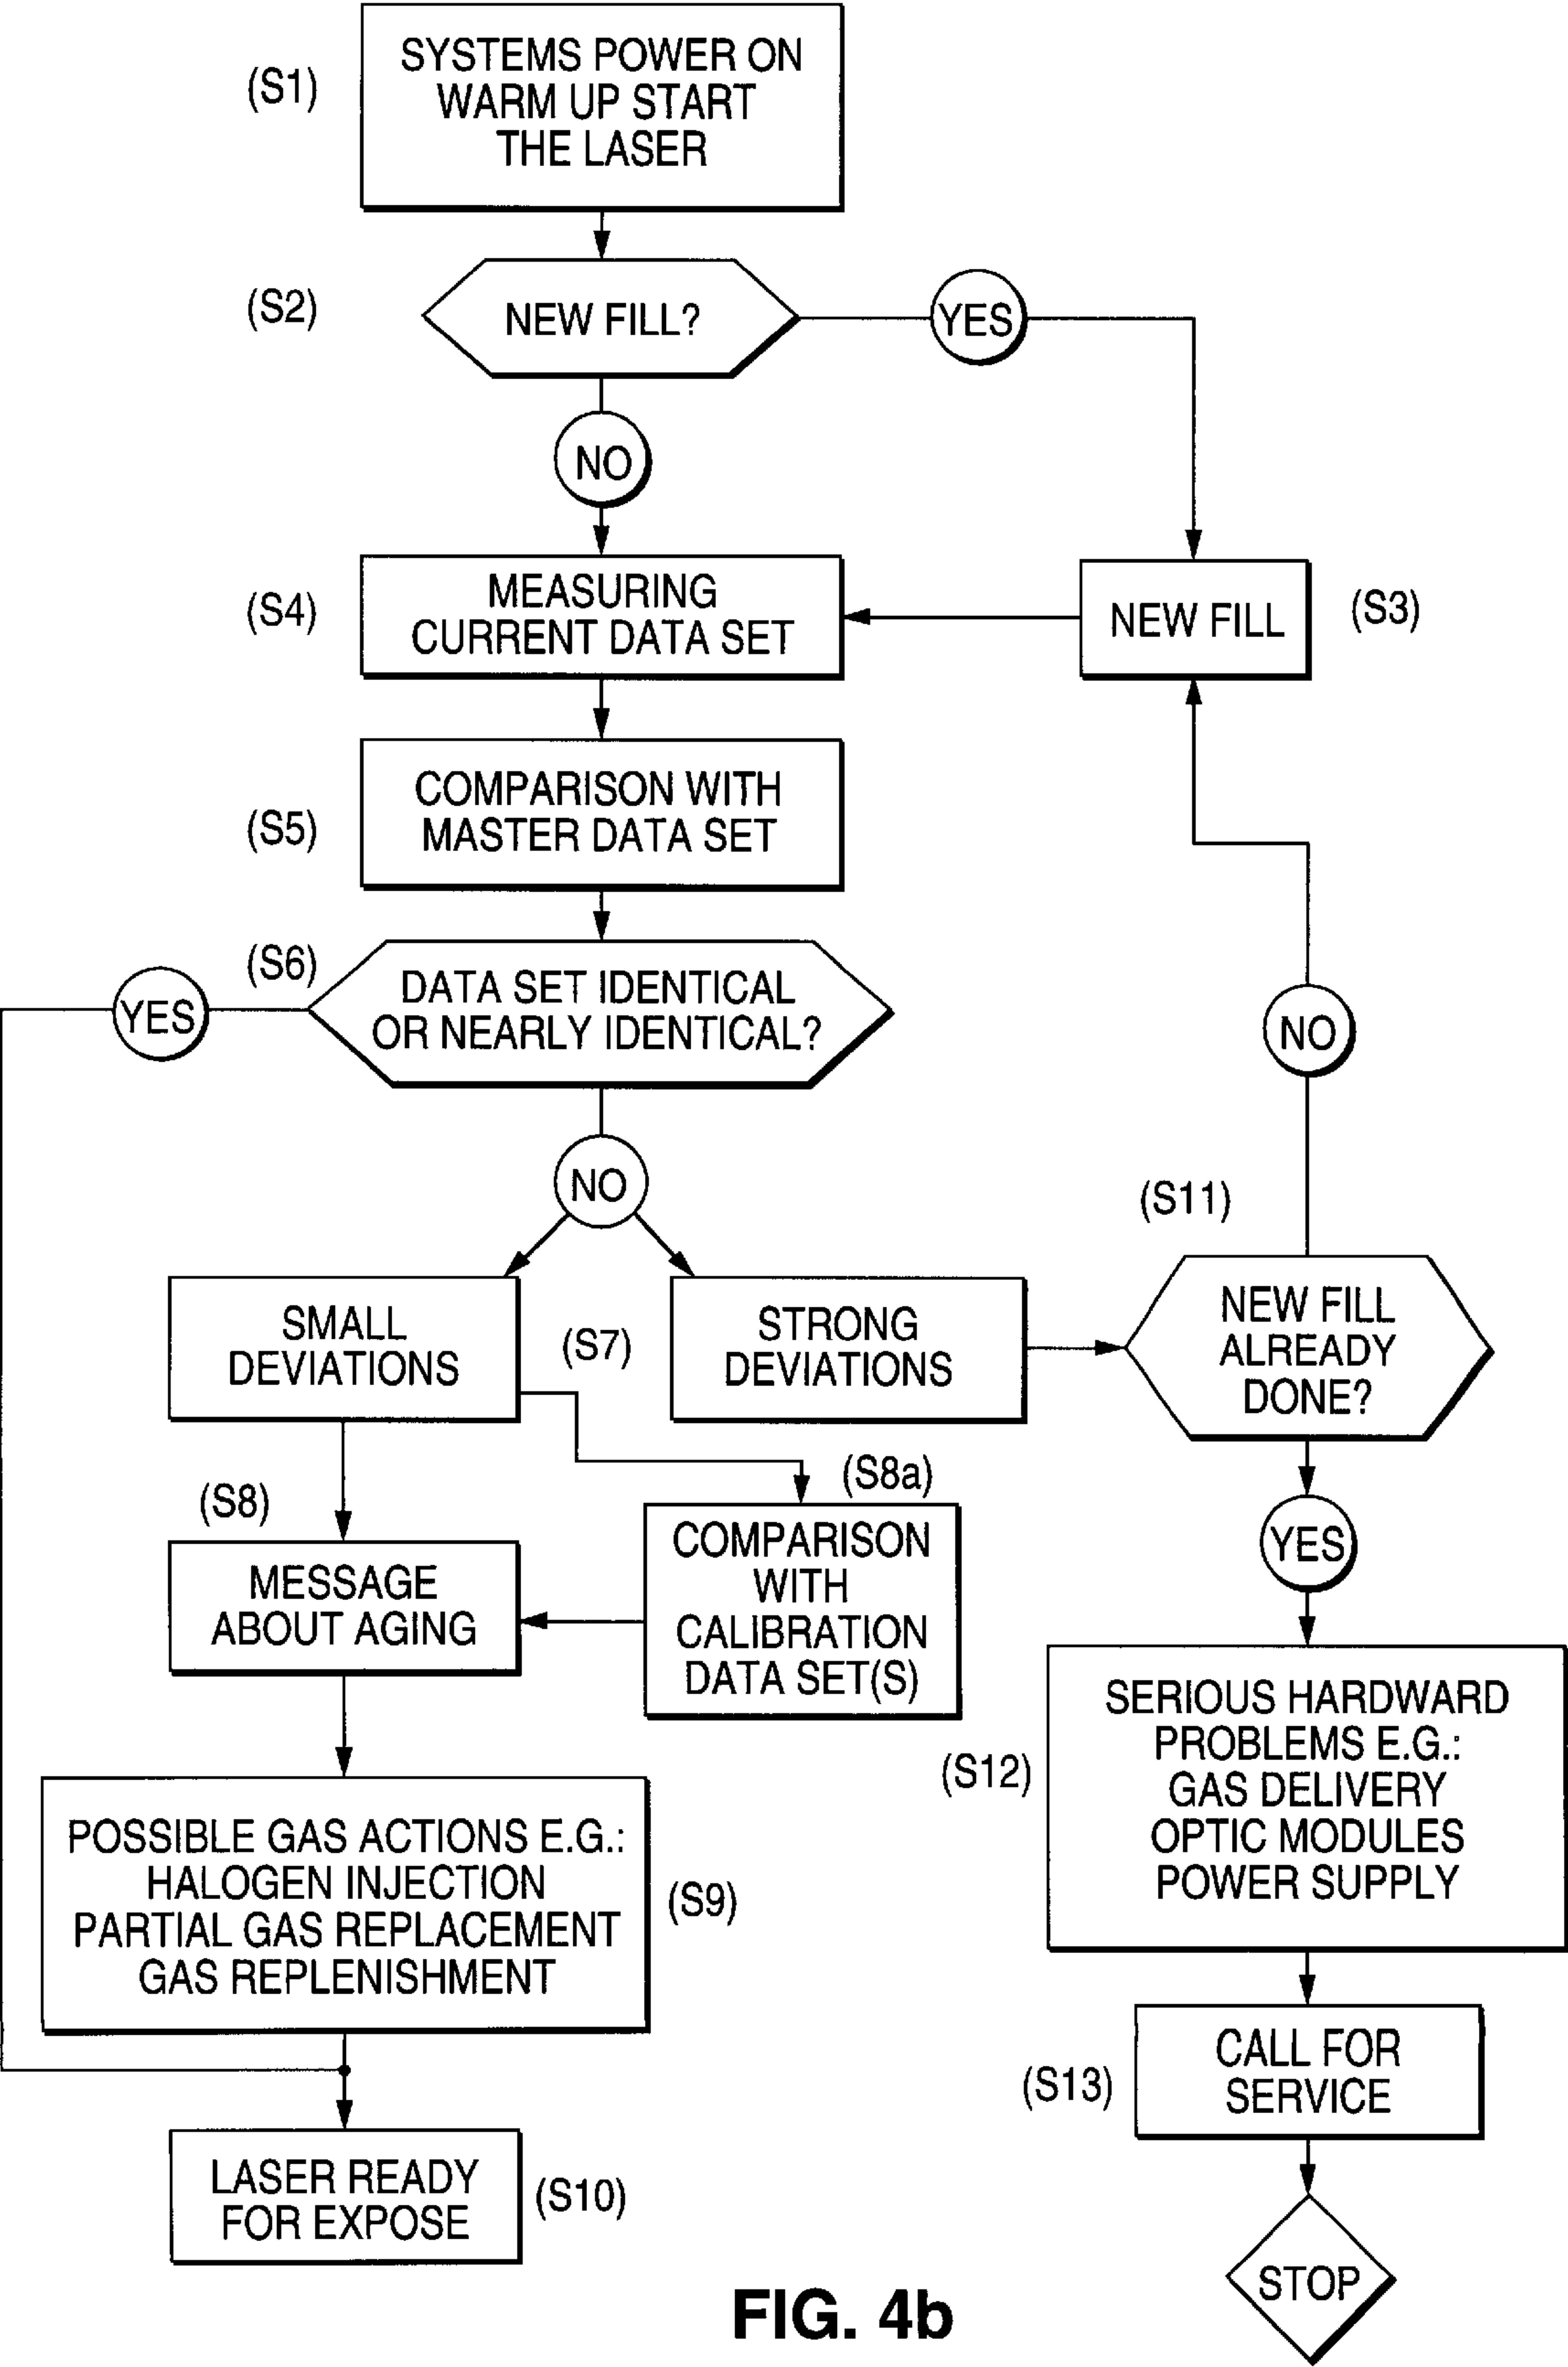 (S1)
SYSTEMS POWER ON
WARM UP START
THE LASER
(S2)
NEW FILL?
YES
NO
(S4)
MEASURING
CURRENT DATA SET
NEW FILL
(S3)
(S5)
COMPARISON WITH
MASTER DATA SET
(S6)
YES
DATA SET IDENTICAL
OR NEARLY IDENTICAL?
NO
NO
(S11)
SMALL
DEVIATIONS
(S7)
STRONG
DEVIATIONS
NEW FILL
ALREADY
DONE?
(S8)
(S8a)
MESSAGE
ABOUT AGING
COMPARISON
WITH
CALIBRATION
DATA SET(S)
YES
(S12)
SERIOUS HARDWARD
PROBLEMS E.G.:
GAS DELIVERY
OPTIC MODULES
POWER SUPPLY
POSSIBLE GAS ACTIONS E.G.:
HALOGEN INJECTION
PARTIAL GAS REPLACEMENT
GAS REPLENISHMENT
(S9)
(S13)
CALL FOR
SERVICE
LASER READY
FOR EXPOSE
(S10)
STOP
FIG. 4b